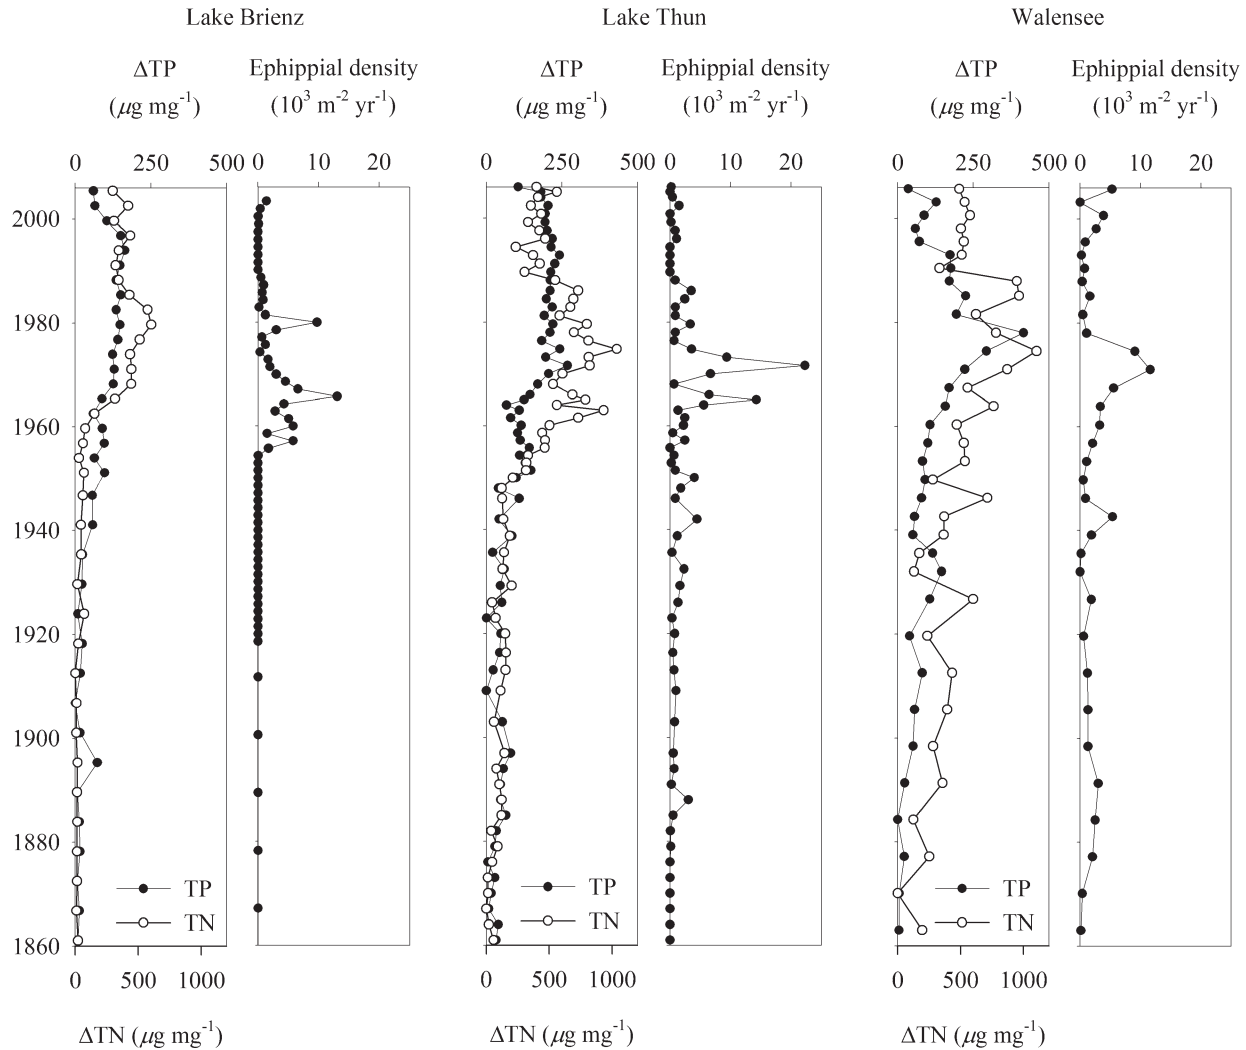 Lake Brienz Lake Thun Walensee
ΔTP Ephippial density ΔTP Ephippial density ΔTP Ephippial density
(μg mg⁻¹) (10³ m⁻² yr⁻¹) (μg mg⁻¹) (10³ m⁻² yr⁻¹) (μg mg⁻¹) (10³ m⁻² yr⁻¹)
0 250 500 0 10 20 0 250 500 0 10 20 0 250 500 0 10 20
2000
1980
1960
1940
1920
1900
1880
TP TP TP
TN TN TN
1860
0 500 1000 0 500 1000 0 500 1000
ΔTN (μg mg⁻¹) ΔTN (μg mg⁻¹) ΔTN (μg mg⁻¹)